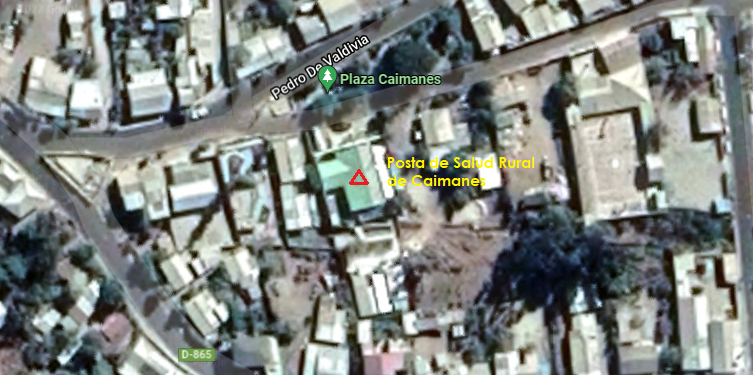 Pedro De Valdivia
Plaza Caimanes
Posta de Salud Rural
de Caimanes
D-865